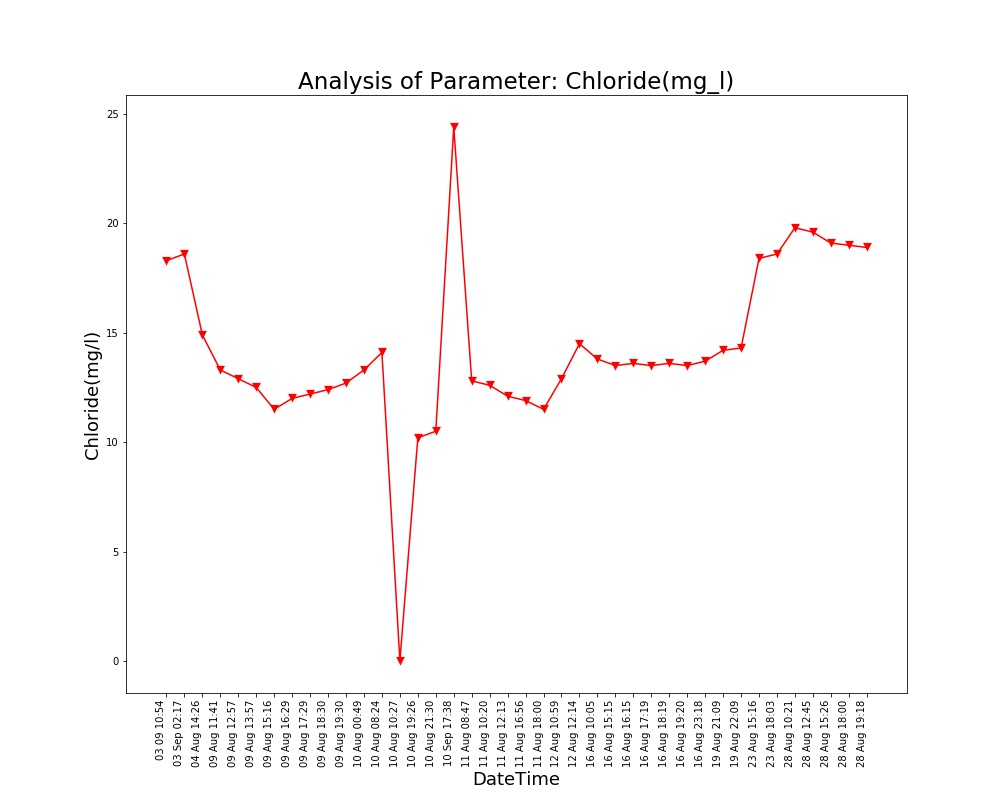 Analysis of Parameter: Chloride(mg_l)
Chloride(mg/l)
25
20
15
10
5
0
03 09 10:54
03 Sep 02:17
04 Aug 14:26
09 Aug 11:41
09 Aug 12:57
09 Aug 13:57
09 Aug 15:16
09 Aug 16:29
09 Aug 17:29
09 Aug 18:30
09 Aug 19:30
10 Aug 00:49
10 Aug 08:24
10 Aug 10:27
10 Aug 19:26
10 Aug 21:30
10 Sep 17:38
11 Aug 08:47
11 Aug 10:20
11 Aug 12:13
11 Aug 16:56
11 Aug 18:00
12 Aug 10:59
12 Aug 12:14
16 Aug 10:05
16 Aug 15:15
16 Aug 16:15
16 Aug 17:19
16 Aug 18:19
16 Aug 19:20
16 Aug 23:18
19 Aug 21:09
19 Aug 22:09
23 Aug 15:16
23 Aug 18:03
28 Aug 10:21
28 Aug 12:45
28 Aug 15:26
28 Aug 18:00
28 Aug 19:18
DateTime